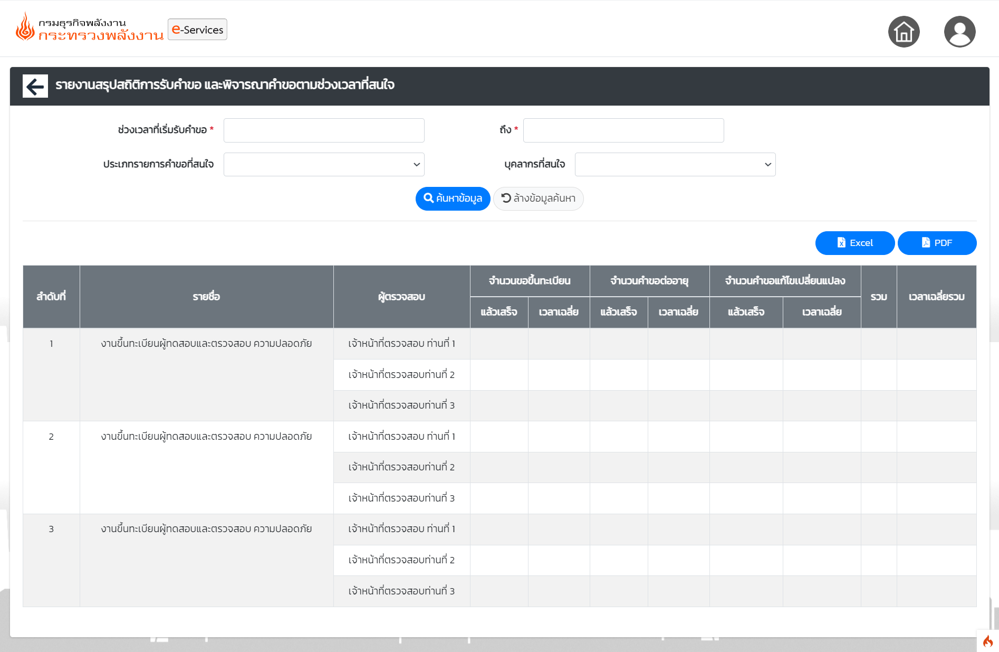 กรมธุรกิจพลังงาน
กระทรวงพลังงาน
e-Services
รายงานสรุปสถิติการรับคำขอ และพิจารณาคำขอตามช่วงเวลาที่สนใจ
ช่วงเวลาที่เริ่มรับคำขอ * ถึง *
ประเภทรายการคำขอที่สนใจ บุคลากรที่สนใจ
ค้นหาข้อมูล ล้างข้อมูลค้นหา
Excel PDF
ลำดับที่ รายชื่อ ผู้ตรวจสอบ จำนวนขอขึ้นทะเบียน จำนวนคำขอต่ออายุ จำนวนคำขอแก้ไขเปลี่ยนแปลง รวม เวลาเฉลี่ยรวม
แล้วเสร็จ เวลาเฉลี่ย แล้วเสร็จ เวลาเฉลี่ย แล้วเสร็จ เวลาเฉลี่ย
1 งานขึ้นทะเบียนผู้ทดสอบและตรวจสอบ ความปลอดภัย เจ้าหน้าที่ตรวจสอบ ท่านที่ 1
เจ้าหน้าที่ตรวจสอบท่านที่ 2
เจ้าหน้าที่ตรวจสอบท่านที่ 3
2 งานขึ้นทะเบียนผู้ทดสอบและตรวจสอบ ความปลอดภัย เจ้าหน้าที่ตรวจสอบ ท่านที่ 1
เจ้าหน้าที่ตรวจสอบท่านที่ 2
เจ้าหน้าที่ตรวจสอบท่านที่ 3
3 งานขึ้นทะเบียนผู้ทดสอบและตรวจสอบ ความปลอดภัย เจ้าหน้าที่ตรวจสอบ ท่านที่ 1
เจ้าหน้าที่ตรวจสอบท่านที่ 2
เจ้าหน้าที่ตรวจสอบท่านที่ 3